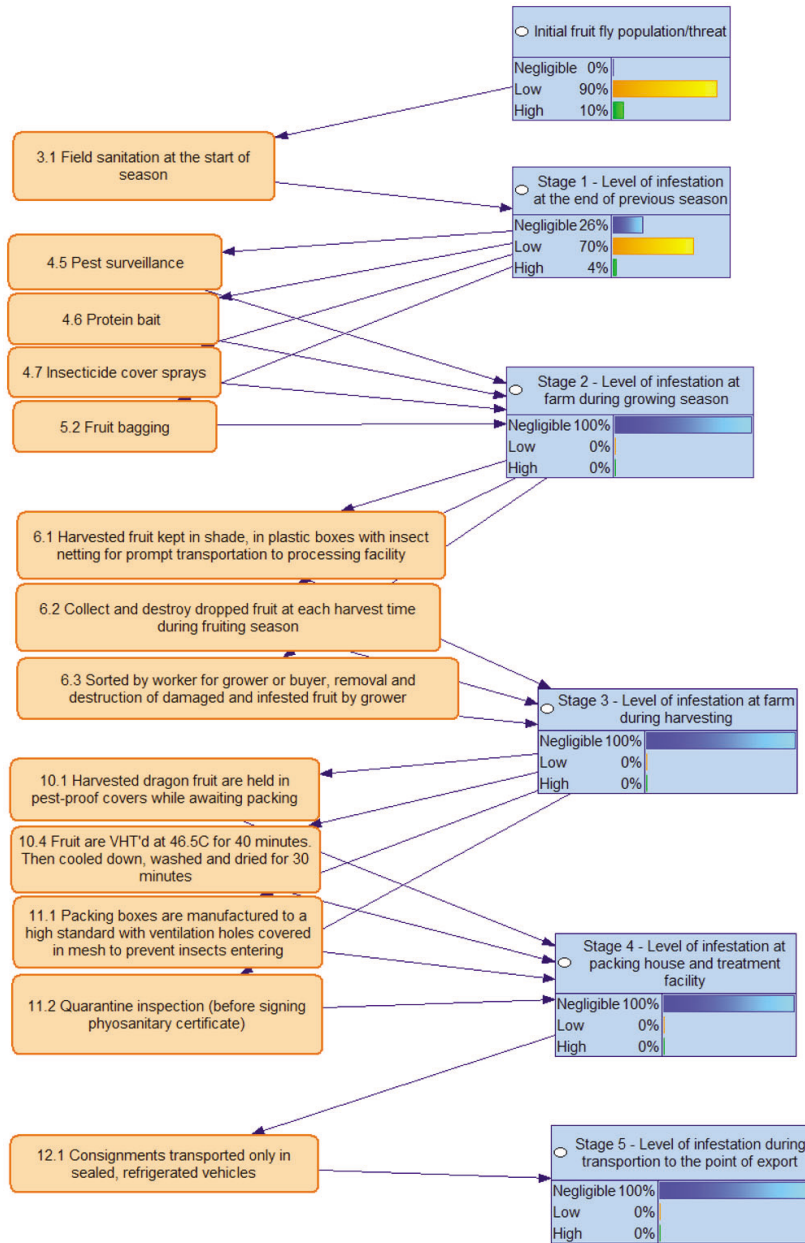 Initial fruit fly population/threat
Negligible 0%
Low 90%
High 10%
3.1 Field sanitation at the start of
season
Stage 1 - Level of infestation
at the end of previous season
Negligible 26%
Low 70%
High 4%
4.5 Pest surveillance
4.6 Protein bait
4.7 Insecticide cover sprays
5.2 Fruit bagging
Stage 2 - Level of infestation at
farm during growing season
Negligible 100%
Low 0%
High 0%
6.1 Harvested fruit kept in shade, in plastic boxes with insect
netting for prompt transportation to processing facility
6.2 Collect and destroy dropped fruit at each harvest time
during fruiting season
6.3 Sorted by worker for grower or buyer, removal and
destruction of damaged and infested fruit by grower
Stage 3 - Level of infestation at farm
during harvesting
Negligible 100%
Low 0%
High 0%
10.1 Harvested dragon fruit are held in
pest-proof covers while awaiting packing
10.4 Fruit are VHT'd at 46.5C for 40 minutes.
Then cooled down, washed and dried for 30
minutes
11.1 Packing boxes are manufactured to a
high standard with ventilation holes covered
in mesh to prevent insects entering
11.2 Quarantine inspection (before signing
phyosanitary certificate)
Stage 4 - Level of infestation at
packing house and treatment
facility
Negligible 100%
Low 0%
High 0%
12.1 Consignments transported only in
sealed, refrigerated vehicles
Stage 5 - Level of infestation during
transportion to the point of export
Negligible 100%
Low 0%
High 0%